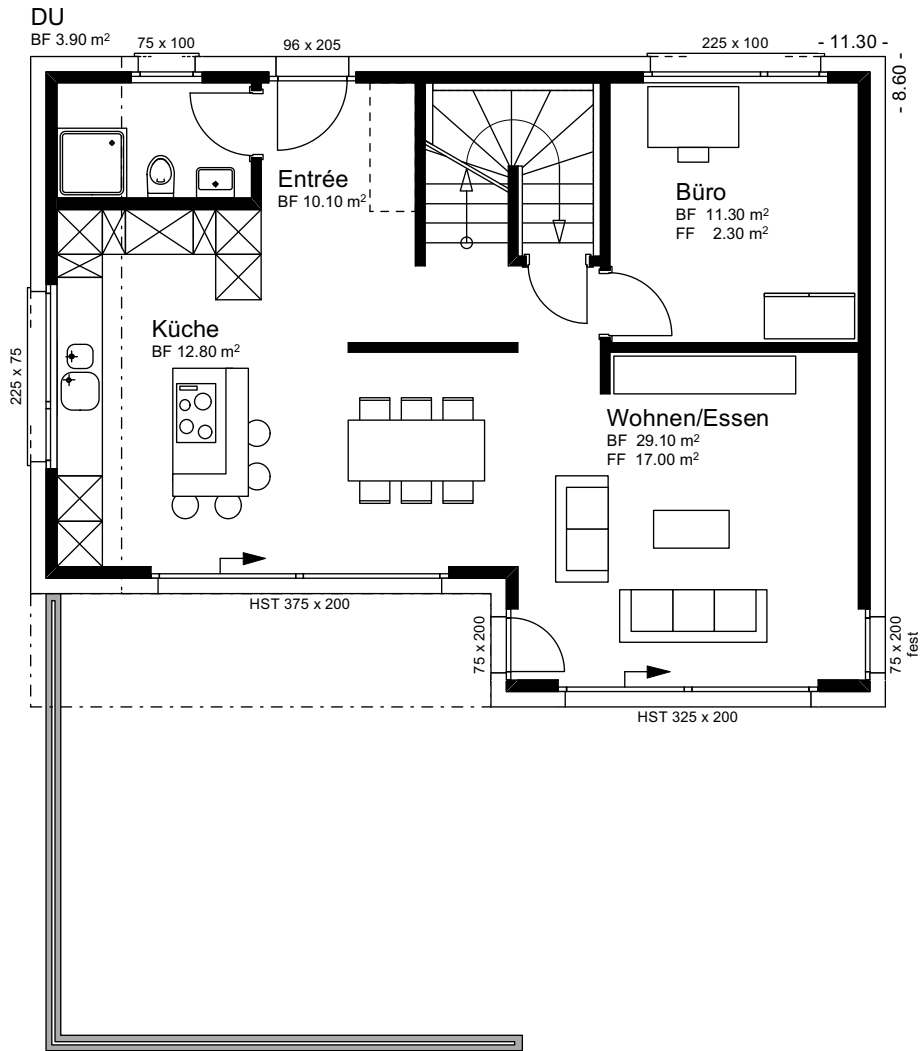 DU
BF 3.90 m²
75 x 100
96 x 205
225 x 100
- 11.30 -
- 8.60 -
Entrée
BF 10.10 m²
Büro
BF 11.30 m²
FF 2.30 m²
Küche
BF 12.80 m²
225 x 75
Wohnen/Essen
BF 29.10 m²
FF 17.00 m²
HST 375 x 200
75 x 200
75 x 200
fest
HST 325 x 200